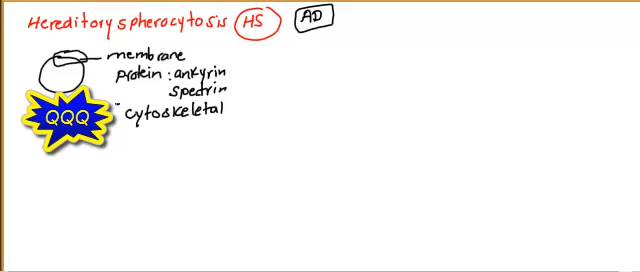 Hereditory spherocytosis HS AD
membrane
protein : ankyrin
spectrin
QQQ cytoskeletal